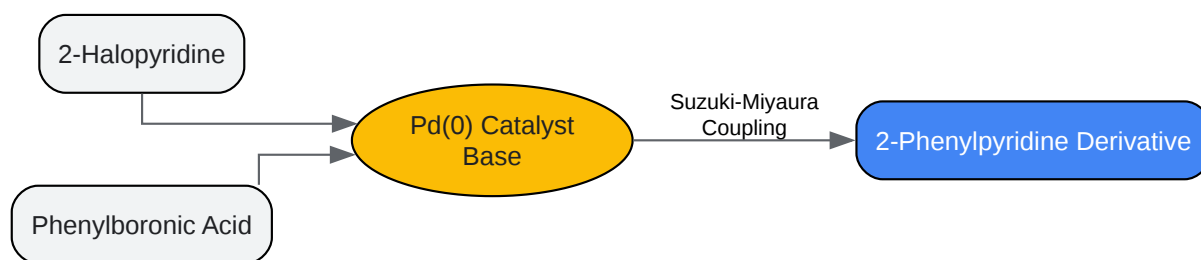 2-Halopyridine
Phenylboronic Acid
Pd(0) Catalyst
Base
Suzuki-Miyaura
Coupling
2-Phenylpyridine Derivative